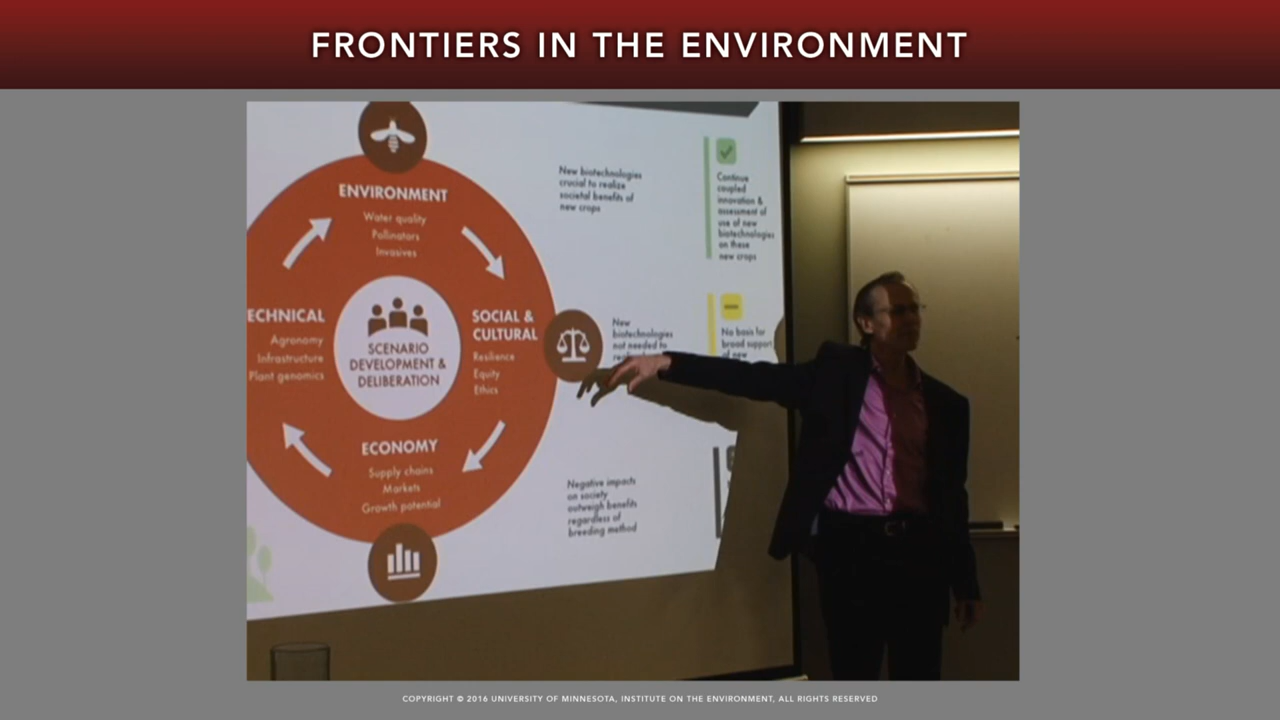 FRONTIERS IN THE ENVIRONMENT
ENVIRONMENT
Water quality
Pollinators
Invasives
ECHNICAL
Agronomy
Infrastructure
Plant genomics
SCENARIO
DEVELOPMENT &
DELIBERATION
SOCIAL &
CULTURAL
Resilience
Equity
Ethics
ECONOMY
Supply chains
Markets
Growth potential
New biotechnologies
crucial to realize
societal benefits of
new crops
Continue
coupled
innovation &
assessment of
use of new
biotechnologies
on these
new crops
New
biotechnologies
not needed to
No basis for
broad support
of new
Negative impacts
on society
outweigh benefits
regardless of
breeding method
COPYRIGHT © 2016 UNIVERSITY OF MINNESOTA, INSTITUTE ON THE ENVIRONMENT, ALL RIGHTS RESERVED